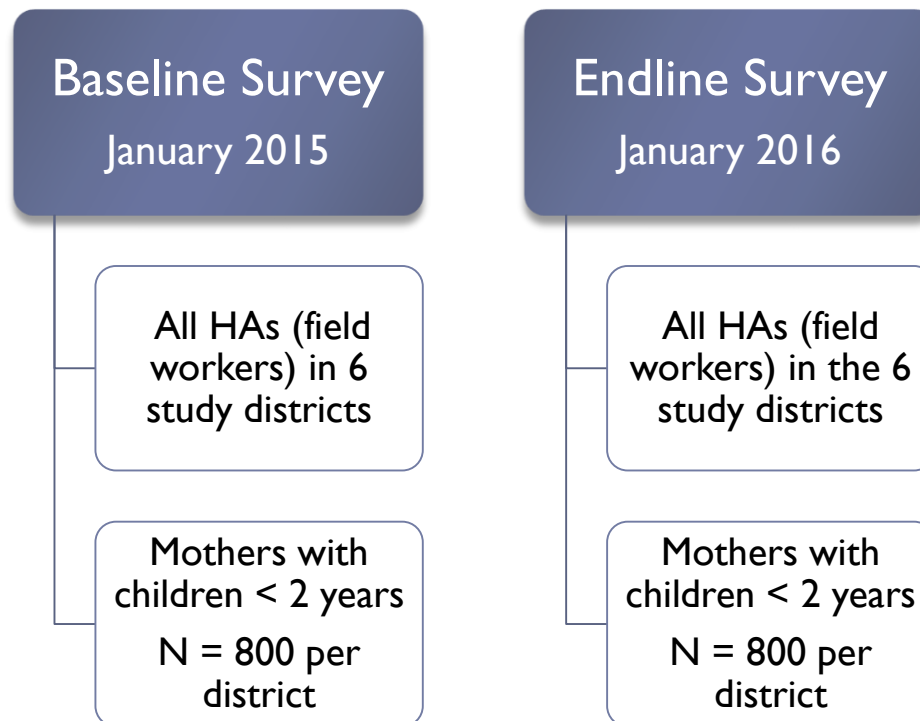 Baseline Survey
January 2015
All HAs (field
workers) in 6
study districts
Mothers with
children < 2 years
N = 800 per
district
Endline Survey
January 2016
All HAs (field
workers) in the 6
study districts
Mothers with
children < 2 years
N = 800 per
district